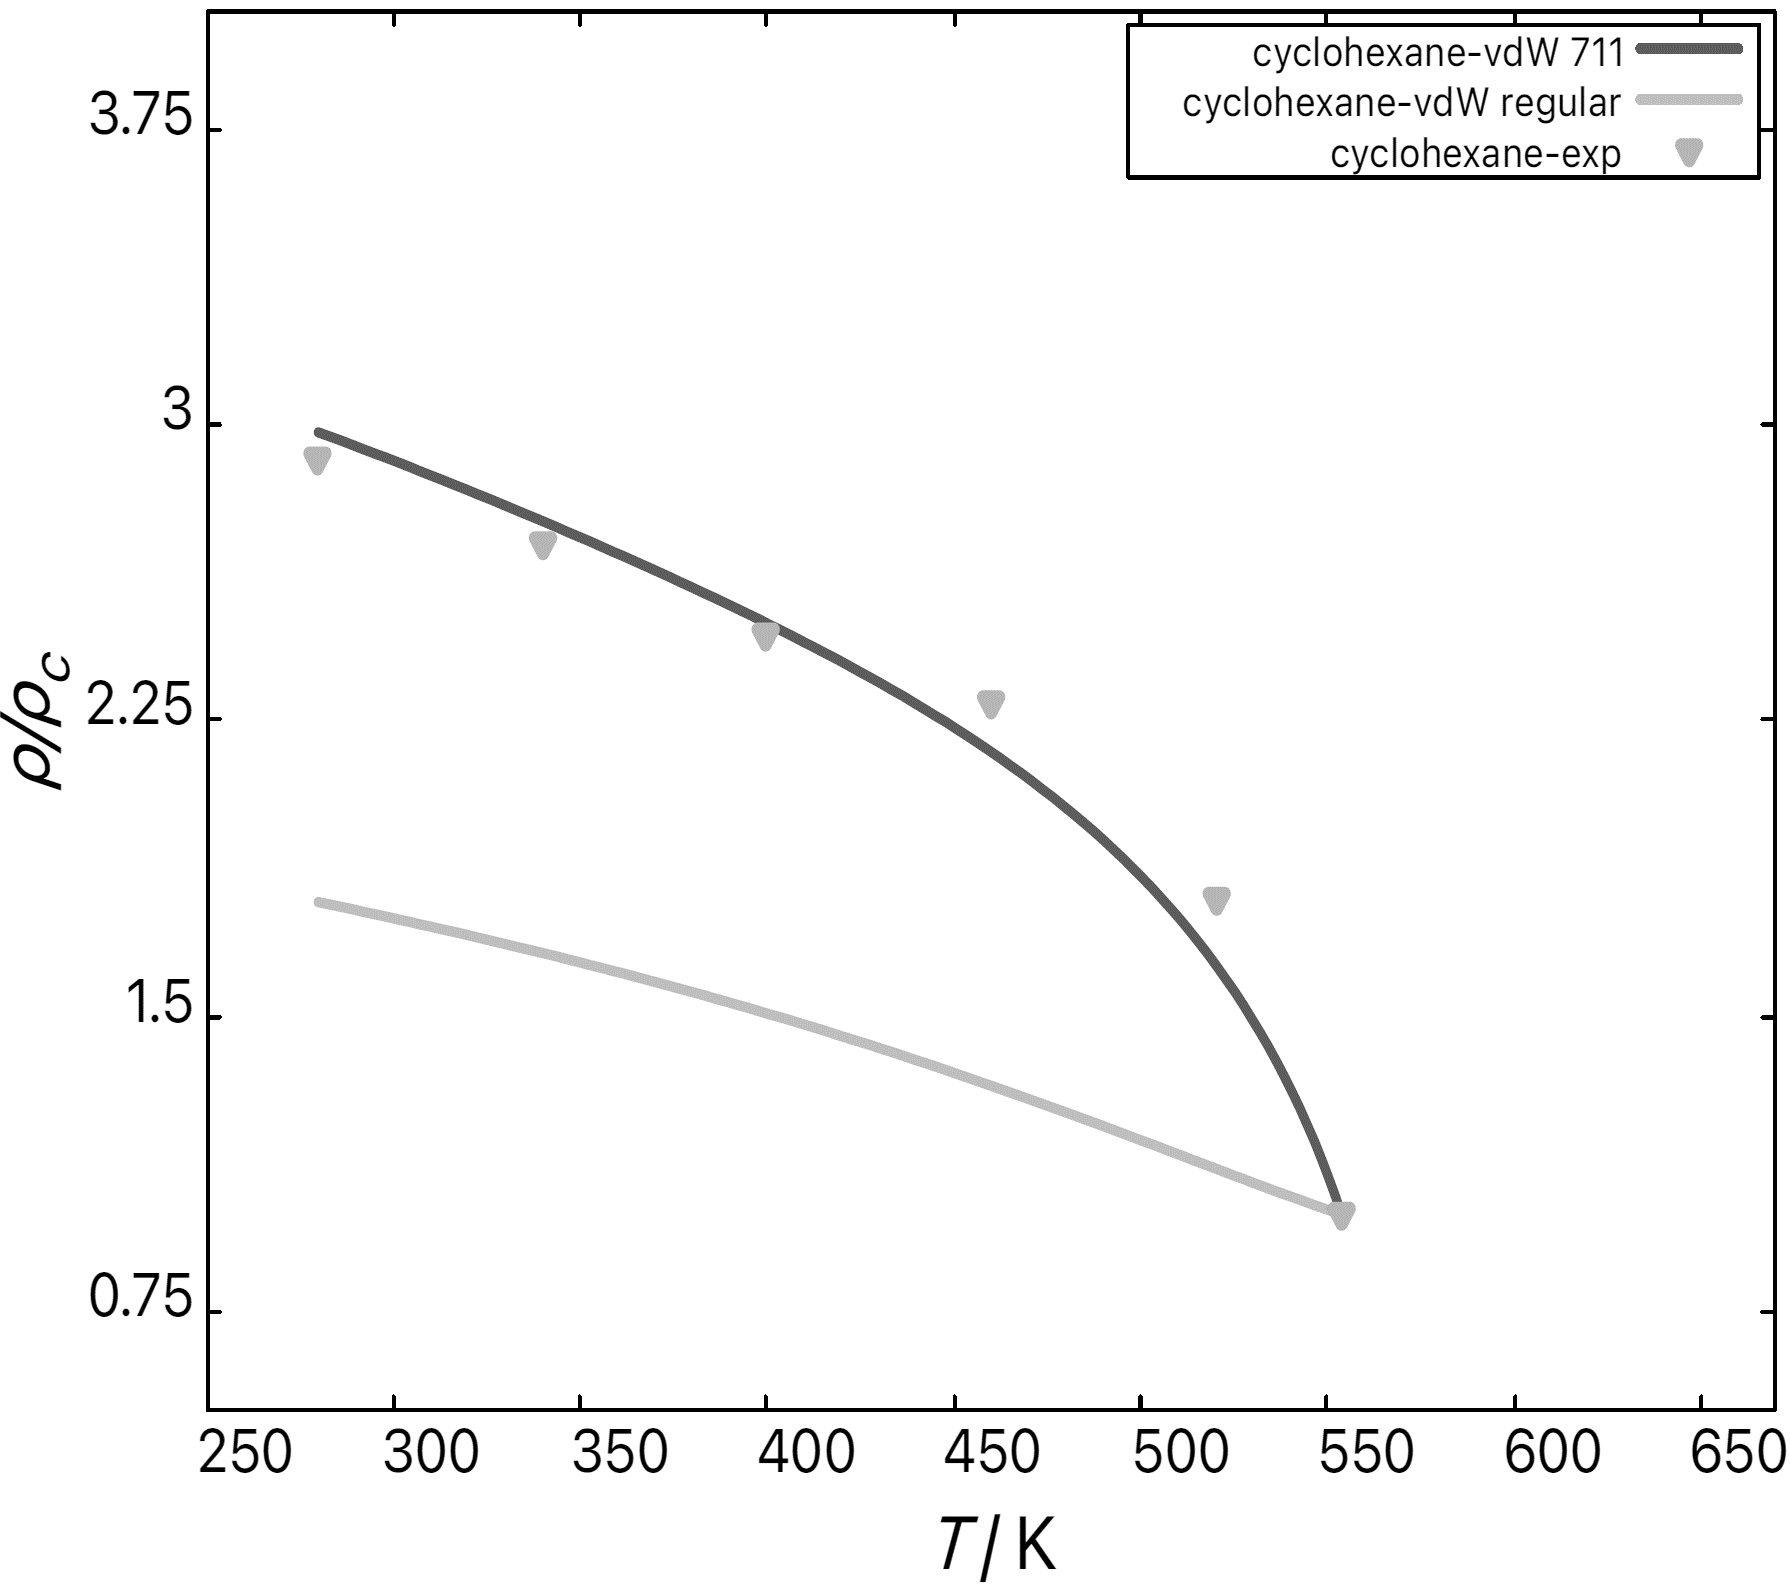 cyclohexane-vdW 711
cyclohexane-vdW regular
cyclohexane-exp
3.75
3
2.25
1.5
0.75
ρ/ρc
250 300 350 400 450 500 550 600 650
T/ K